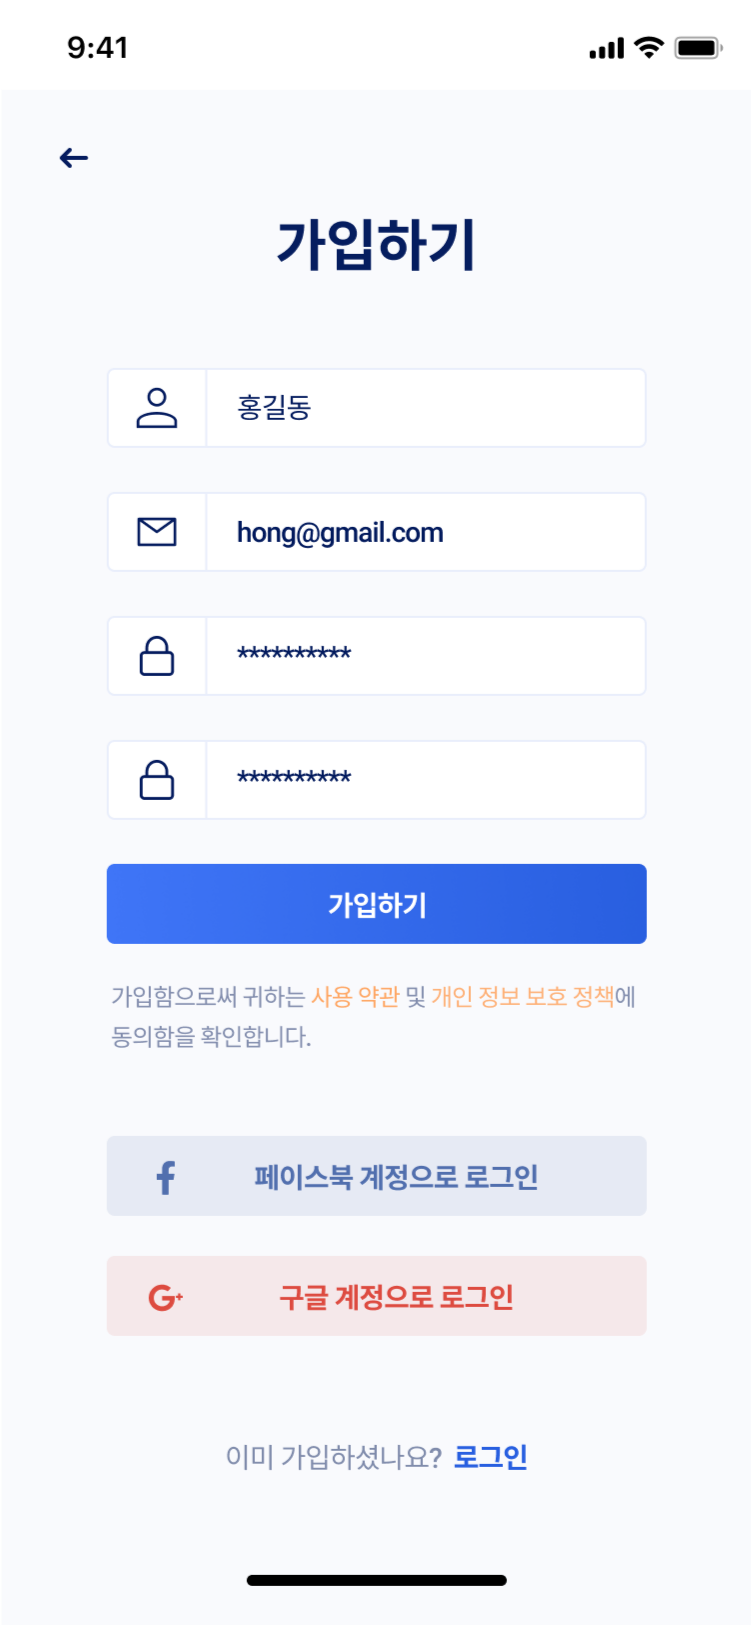 9:41
가입하기
홍길동
hong@gmail.com
**********
**********
가입하기
가입함으로써 귀하는 사용 약관 및 개인 정보 보호 정책에
동의함을 확인합니다.
페이스북 계정으로 로그인
G+ 구글 계정으로 로그인
이미 가입하셨나요? 로그인